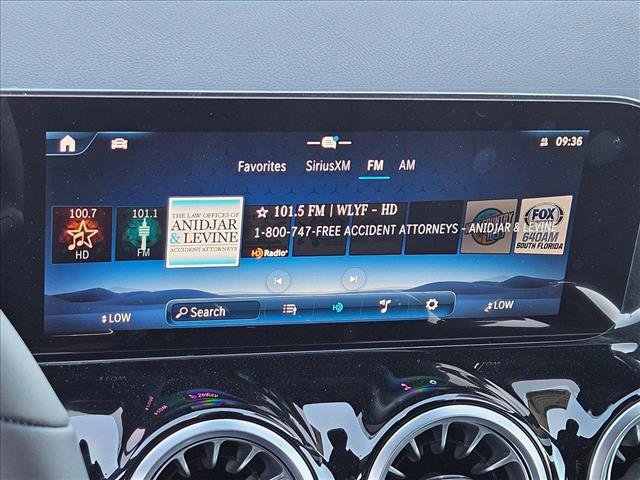 09:36
Favorites SiriusXM FM AM
100.7
HD
101.1
FM
THE LAW OFFICES OF
ANIDJAR
& LEVINE
ACCIDENT ATTORNEYS
101.5 FM | WLYF - HD
1-800-747-FREE ACCIDENT ATTORNEYS - ANIDJAR & LEVINE
HD Radio
FOX
SPORTS
640AM
SOUTH FLORIDA
LOW
Search
HD
LOW